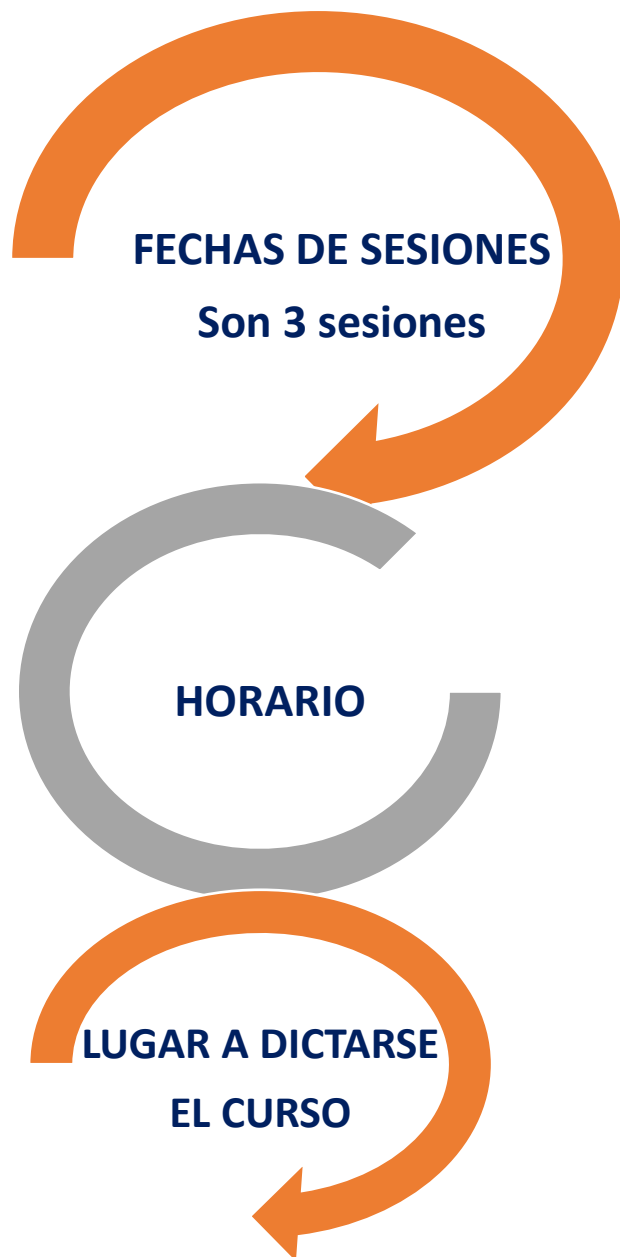 FECHAS DE SESIONES
Son 3 sesiones
HORARIO
LUGAR A DICTARSE
EL CURSO